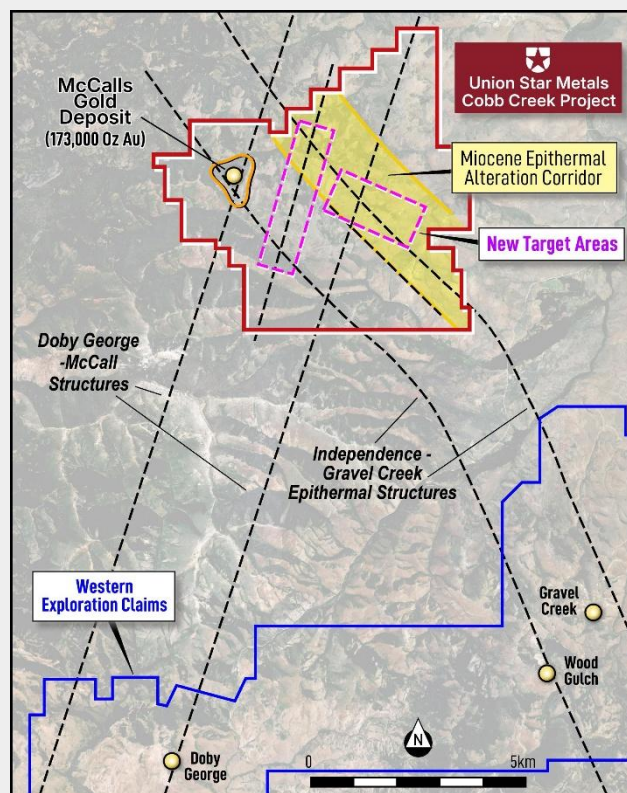 Union Star Metals
Cobb Creek Project
McCalls
Gold
Deposit
(173,000 Oz Au)
Miocene Epithermal
Alteration Corridor
New Target Areas
Doby George
-McCall
Structures
Independence -
Gravel Creek
Epithermal Structures
Western
Exploration Claims
Gravel
Creek
Wood
Gulch
Doby
George
N
0
5km